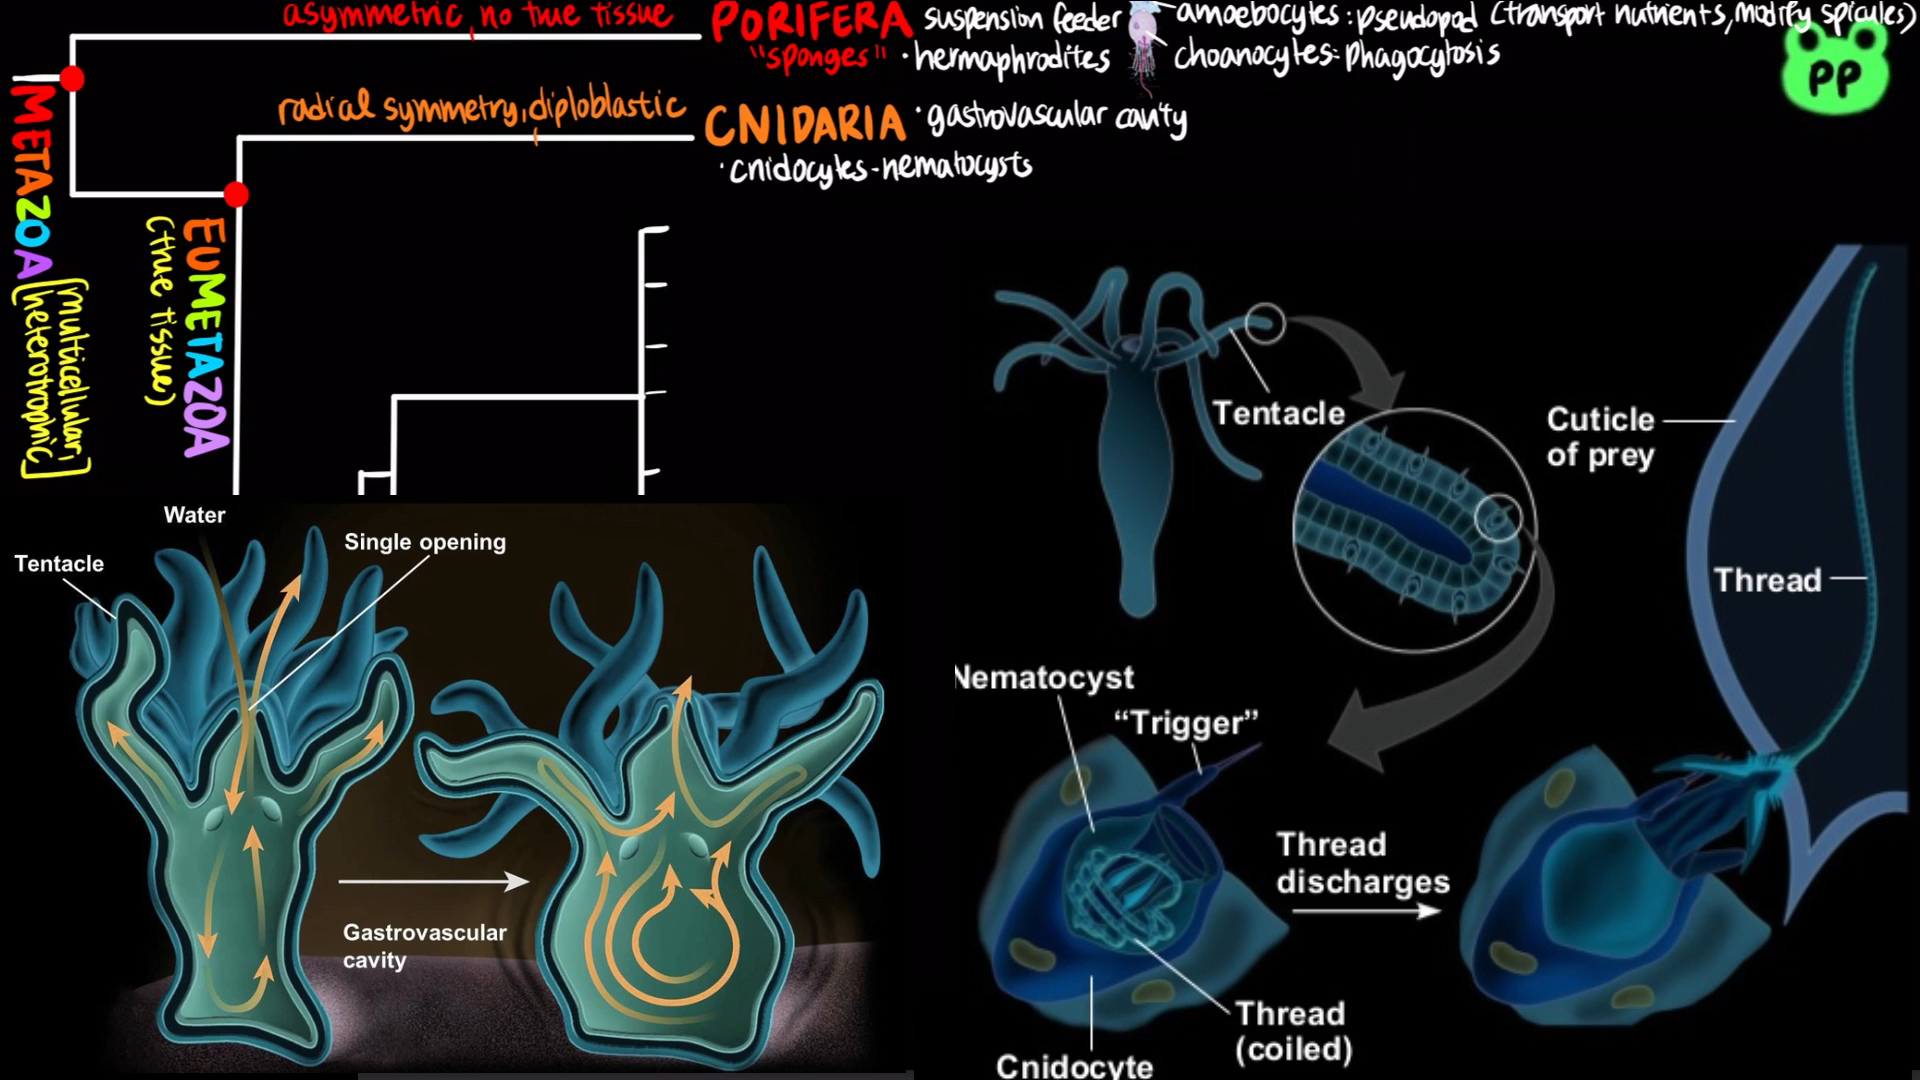 asymmetric, no true tissue
PORIFERA
"sponges"
suspension feeder
• hermaphrodites
amoebocytes : pseudopod (transport nutrients, modify spicules)
choanocytes: phagocytosis
PP
radial symmetry, diploblastic
CNIDARIA
• gastrovascular cavity
• cnidocytes - nematocysts
METAZOA
[multicellular,
heterotrophic]
EUMETAZOA
(true tissue)
Water
Tentacle
Single opening
Gastrovascular
cavity
Tentacle
Cuticle
of prey
Thread
Nematocyst
“Trigger”
Thread
discharges
Thread
(coiled)
Cnidocyte